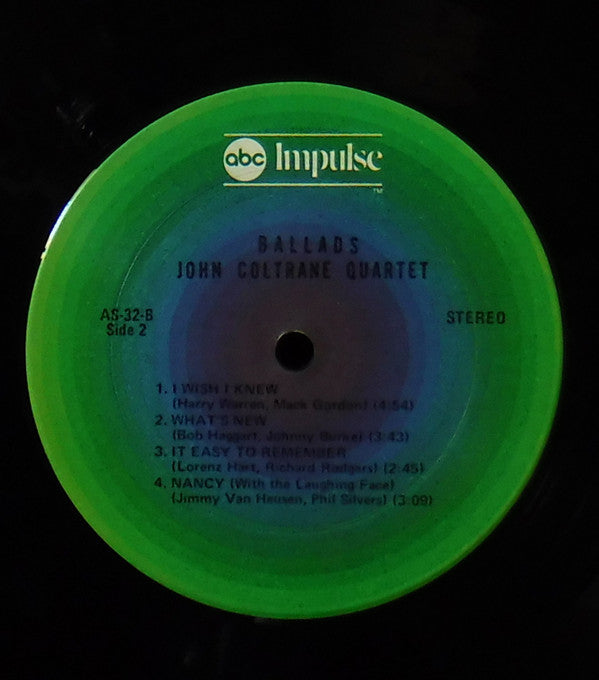 abc Impulse
TM
BALLADS
JOHN COLTRANE QUARTET
AS-32-B
Side 2
STEREO
1. I WISH I KNEW
(Harry Warren, Mack Gordon) (4:54)
2. WHAT'S NEW
(Bob Haggart, Johnny Burke) (3:43)
3. IT EASY TO REMEMBER
(Lorenz Hart, Richard Rodgers) (2:45)
4. NANCY (With the Laughing Face)
(Jimmy Van Heusen, Phil Silvers) (3:09)